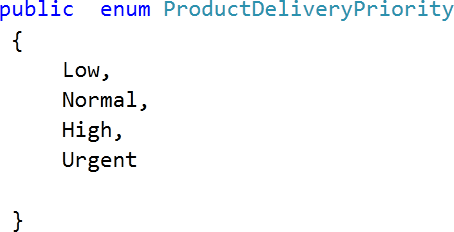 public  enum ProductDeliveryPriority
{
Low,
Normal,
High,
Urgent
}